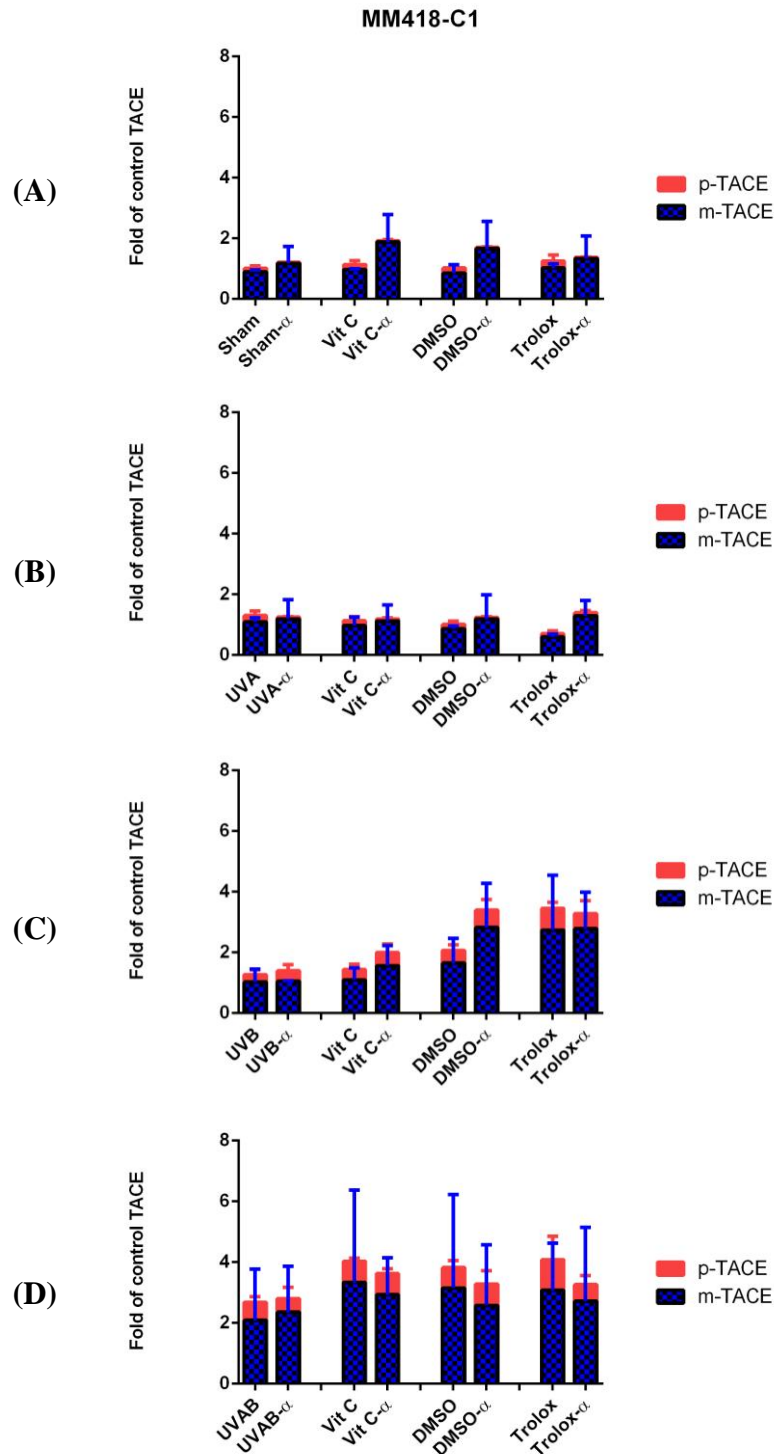 MM418-C1
(A)
Fold of control TACE
8
6
4
2
0
Sham
Sham-α
Vit C
Vit C-α
DMSO
DMSO-α
Trolox
Trolox-α
p-TACE
m-TACE
(B)
Fold of control TACE
8
6
4
2
0
UVA
UVA-α
Vit C
Vit C-α
DMSO
DMSO-α
Trolox
Trolox-α
p-TACE
m-TACE
(C)
Fold of control TACE
8
6
4
2
0
UVB
UVB-α
Vit C
Vit C-α
DMSO
DMSO-α
Trolox
Trolox-α
p-TACE
m-TACE
(D)
Fold of control TACE
8
6
4
2
0
UVAB
UVAB-α
Vit C
Vit C-α
DMSO
DMSO-α
Trolox
Trolox-α
p-TACE
m-TACE